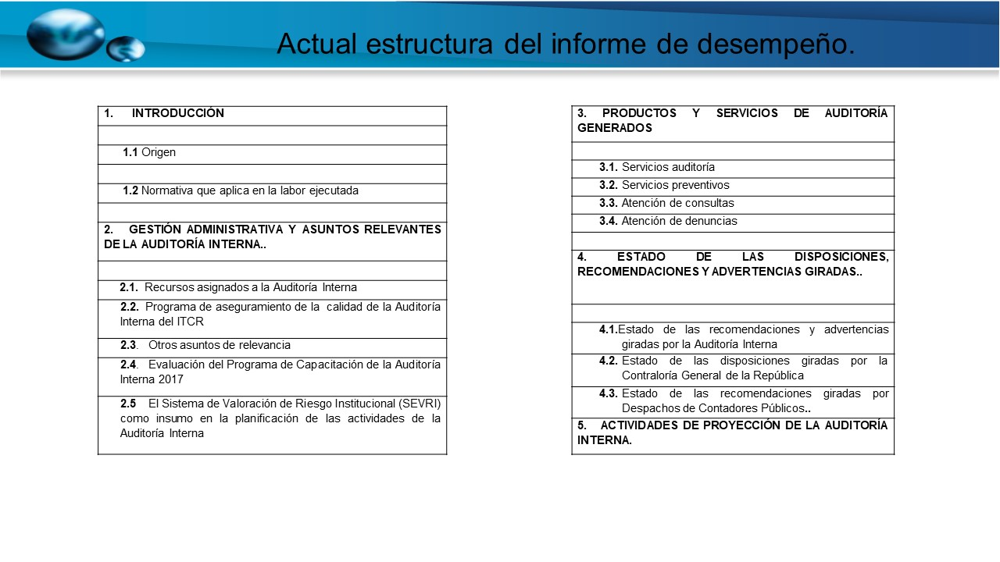 Actual estructura del informe de desempeño.
1. INTRODUCCIÓN
1.1 Origen
1.2 Normativa que aplica en la labor ejecutada
2. GESTIÓN ADMINISTRATIVA Y ASUNTOS RELEVANTES
DE LA AUDITORÍA INTERNA..
2.1. Recursos asignados a la Auditoría Interna
2.2. Programa de aseguramiento de la calidad de la Auditoría
Interna del ITCR
2.3. Otros asuntos de relevancia
2.4. Evaluación del Programa de Capacitación de la Auditoría
Interna 2017
2.5 El Sistema de Valoración de Riesgo Institucional (SEVRI)
como insumo en la planificación de las actividades de la
Auditoría Interna
3. PRODUCTOS Y SERVICIOS DE AUDITORÍA
GENERADOS
3.1. Servicios auditoría
3.2. Servicios preventivos
3.3. Atención de consultas
3.4. Atención de denuncias
4. ESTADO DE LAS DISPOSICIONES,
RECOMENDACIONES Y ADVERTENCIAS GIRADAS..
4.1.Estado de las recomendaciones y advertencias
giradas por la Auditoría Interna
4.2. Estado de las disposiciones giradas por la
Contraloría General de la República
4.3. Estado de las recomendaciones giradas por
Despachos de Contadores Públicos..
5. ACTIVIDADES DE PROYECCIÓN DE LA AUDITORÍA
INTERNA.